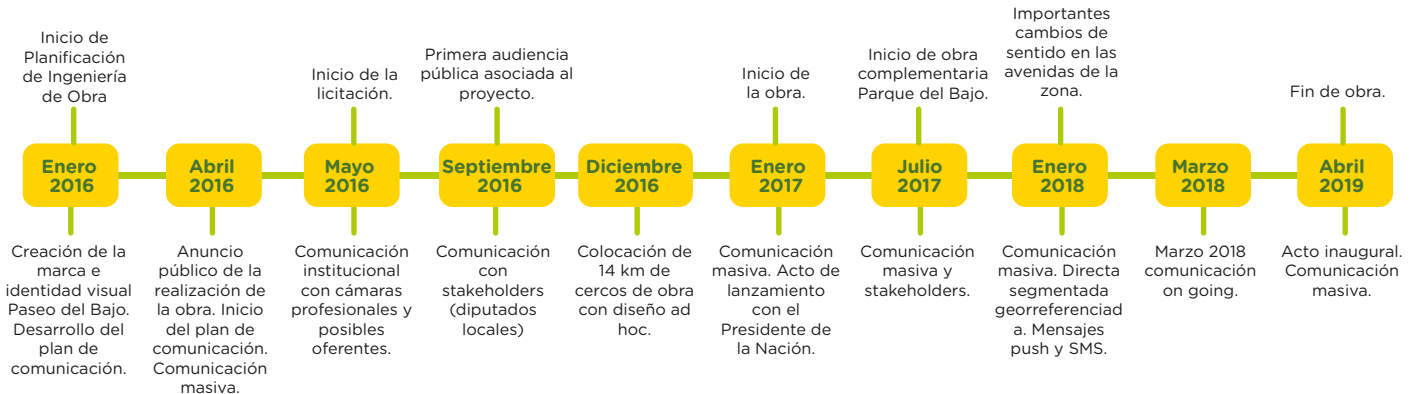 Inicio de
Planificación
de Ingeniería
de Obra
Inicio de la
licitación.
Primera audiencia
pública asociada al
proyecto.
Inicio de
la obra.
Inicio de obra
complementaria
Parque del Bajo.
Importantes
cambios de
sentido en las
avenidas de la
zona.
Fin de obra.
Enero
2016
Abril
2016
Mayo
2016
Septiembre
2016
Diciembre
2016
Enero
2017
Julio
2017
Enero
2018
Marzo
2018
Abril
2019
Creación de la
marca e
identidad visual
Paseo del Bajo.
Desarrollo del
plan de
comunicación.
Anuncio
público de la
realización de
la obra. Inicio
del plan de
comunicación.
Comunicación
masiva.
Comunicación
institucional
con cámaras
profesionales y
posibles
oferentes.
Comunicación
con
stakeholders
(diputados
locales)
Colocación de
14 km de
cercos de obra
con diseño ad
hoc.
Comunicación
masiva. Acto de
lanzamiento
con el
Presidente de
la Nación.
Comunicación
masiva y
stakeholders.
Comunicación
masiva. Directa
segmentada
georreferenciad
a. Mensajes
push y SMS.
Marzo 2018
comunicación
on going.
Acto inaugural.
Comunicación
masiva.